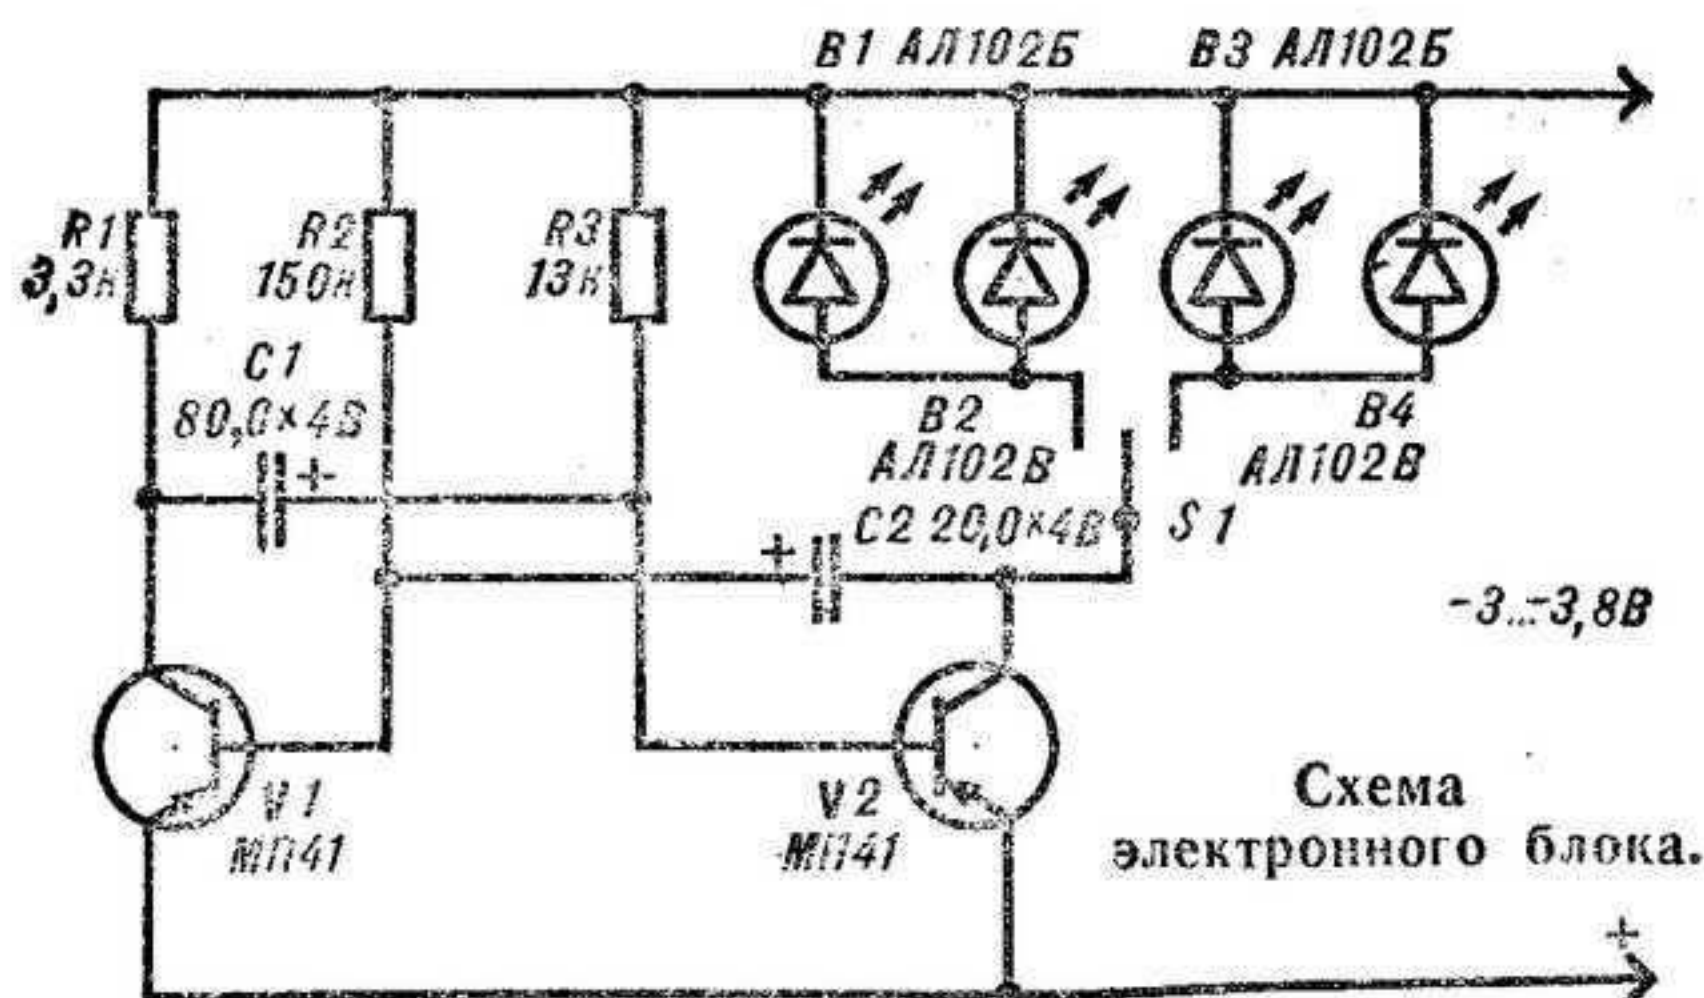 B1 АЛ102Б
B3 АЛ102Б
R1
3,3к
R2
150к
R3
13к
C1
80,0×4В
+
B2
АЛ102В
B4
АЛ102В
C2 20,0×4В
+
S1
-3...-3,8В
V1
МП41
V2
МП41
Схема
электронного блока.
+